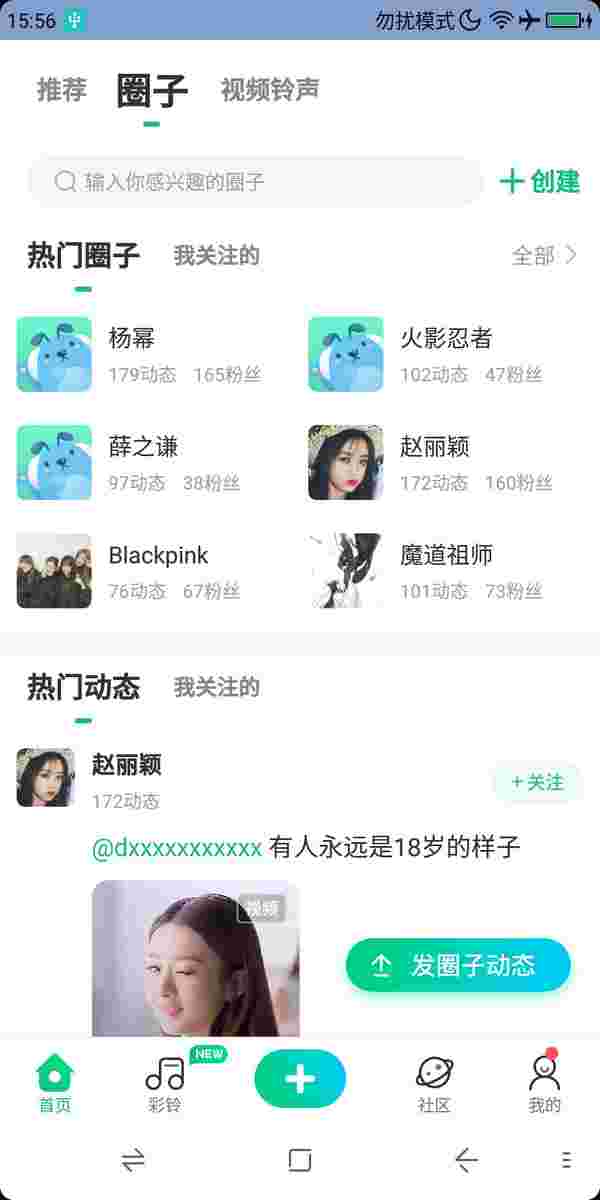 15:56 勿扰模式
推荐 圈子 视频铃声
输入你感兴趣的圈子 创建
热门圈子 我关注的 全部
杨幂 火影忍者
179动态 165粉丝 102动态 47粉丝
薛之谦 赵丽颖
97动态 38粉丝 172动态 160粉丝
Blackpink 魔道祖师
76动态 67粉丝 101动态 73粉丝
热门动态 我关注的
赵丽颖
172动态 +关注
@dxxxxxxxxxxx 有人永远是18岁的样子
视频
发圈子动态
NEW
首页 彩铃 社区 我的